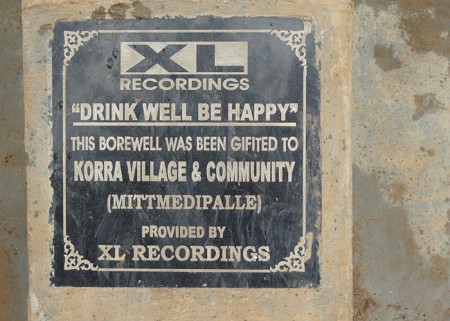 XL
RECORDINGS
"DRINK WELL BE HAPPY"
THIS BOREWELL WAS BEEN GIFITED TO
KORRA VILLAGE & COMMUNITY
(MITTMEDIPALLE)
PROVIDED BY
XL RECORDINGS